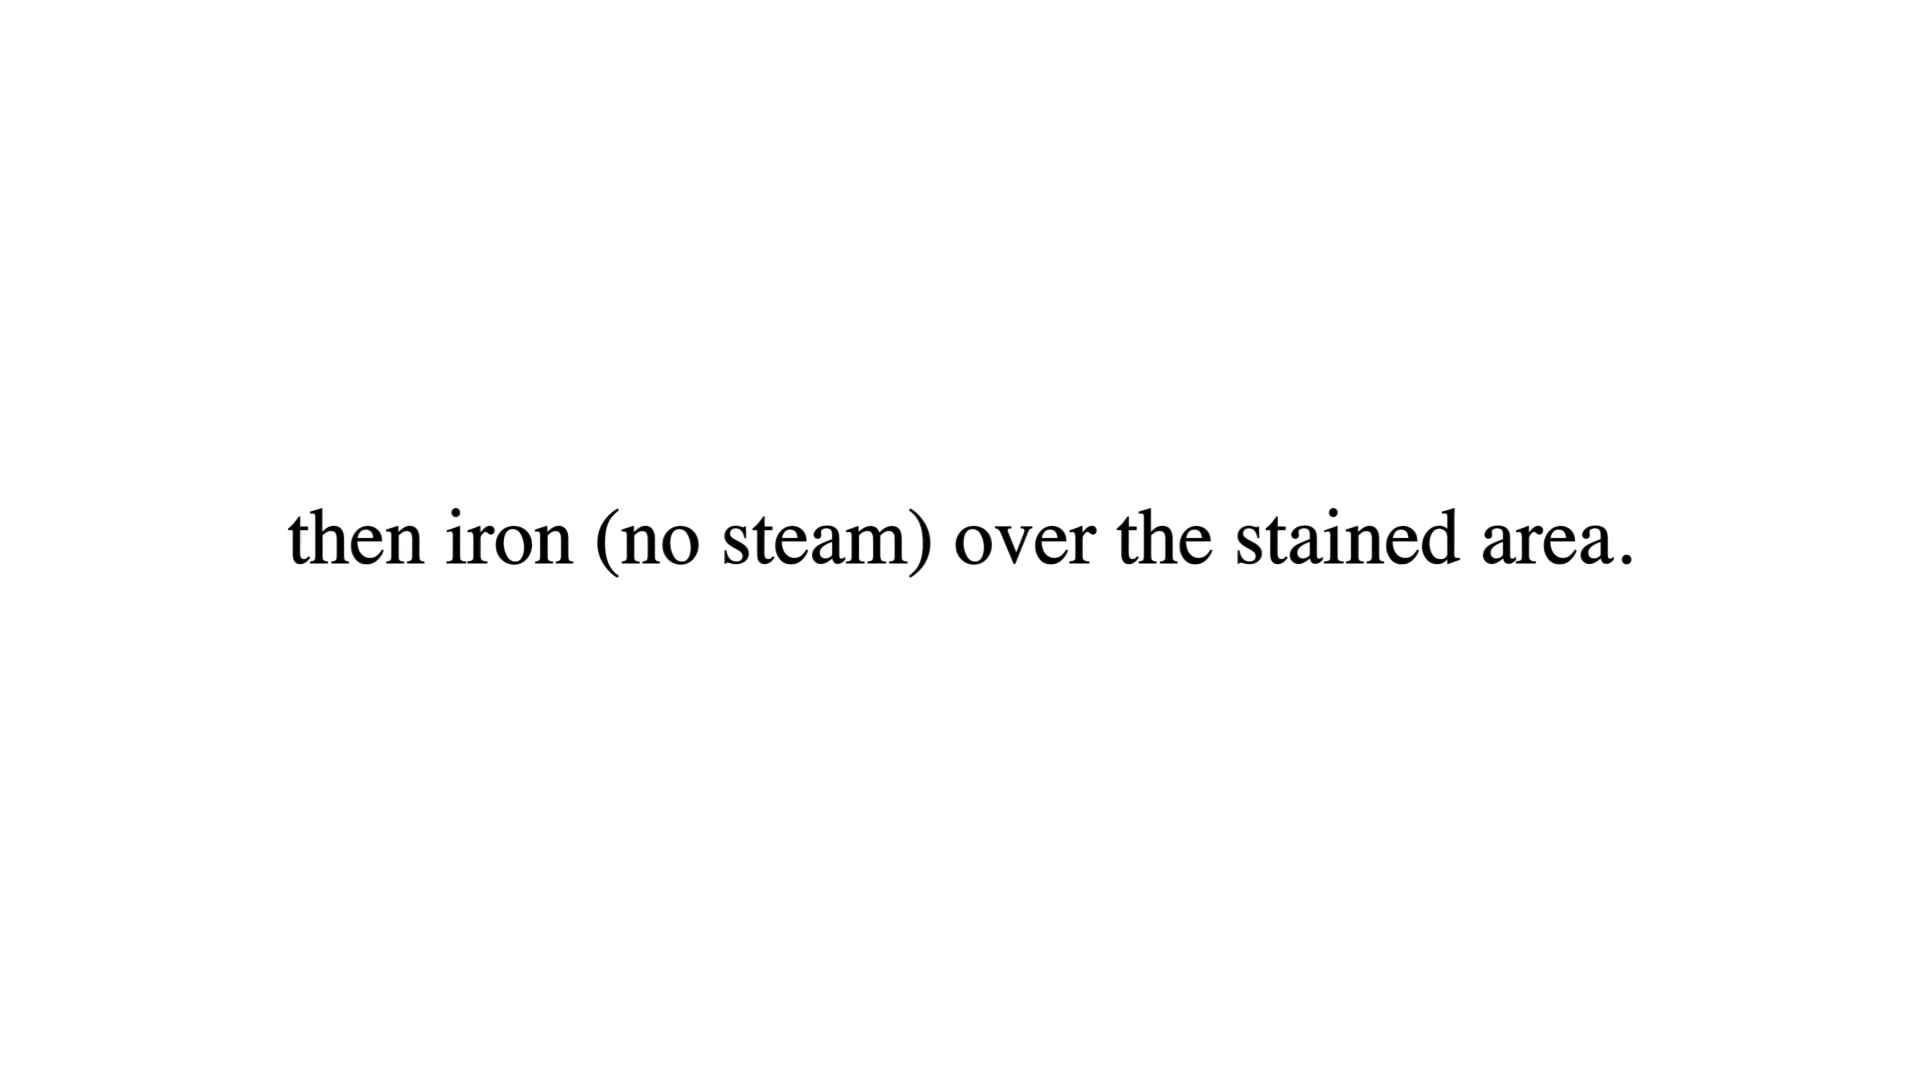 then iron (no steam) over the stained area.